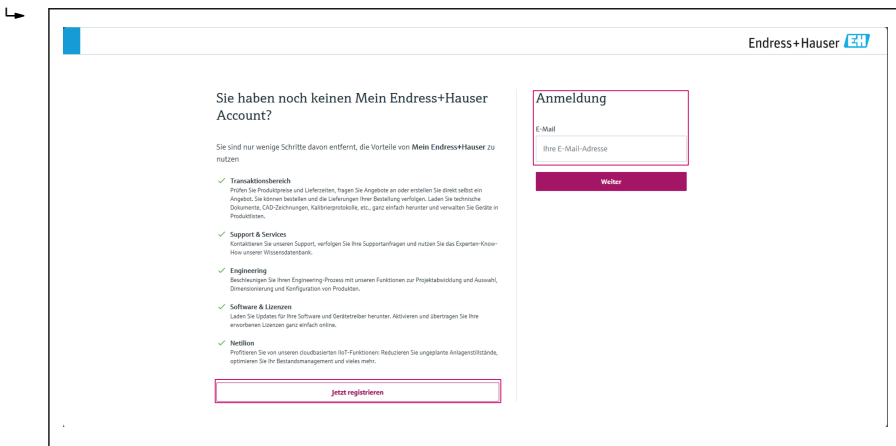 Endress+Hauser EH
Sie haben noch keinen Mein Endress+Hauser
Account?
Sie sind nur wenige Schritte davon entfernt, die Vorteile von Mein Endress+Hauser zu
nutzen
Transaktionsbereich
Prüfen Sie Produktpreise und Lieferzeiten, fragen Sie Angebote an oder erstellen Sie direkt selbst ein
Angebot. Sie können bestellen und die Lieferungen Ihrer Bestellung verfolgen. Laden Sie technische
Dokumente, CAD-Zeichnungen, Kalibrierprotokolle, etc., ganz einfach herunter und verwalten Sie Geräte in
Produktlisten.
Support & Services
Kontaktieren Sie unseren Support, verfolgen Sie Ihre Supportanfragen und nutzen Sie das Experten-Know-
How unserer Wissensdatenbank.
Engineering
Beschleunigen Sie Ihren Engineering-Prozess mit unseren Funktionen zur Projektabwicklung und Auswahl,
Dimensionierung und Konfiguration von Produkten.
Software & Lizenzen
Laden Sie Updates für Ihre Software und Gerätetreiber herunter. Aktivieren und übertragen Sie Ihre
erworbenen Lizenzen ganz einfach online.
Netilion
Profitieren Sie von unseren cloudbasierten IIoT-Funktionen: Reduzieren Sie ungeplante Anlagenstillstände,
optimieren Sie Ihr Bestandsmanagement und vieles mehr.
Jetzt registrieren
Anmeldung
E-Mail
Ihre E-Mail-Adresse
Weiter